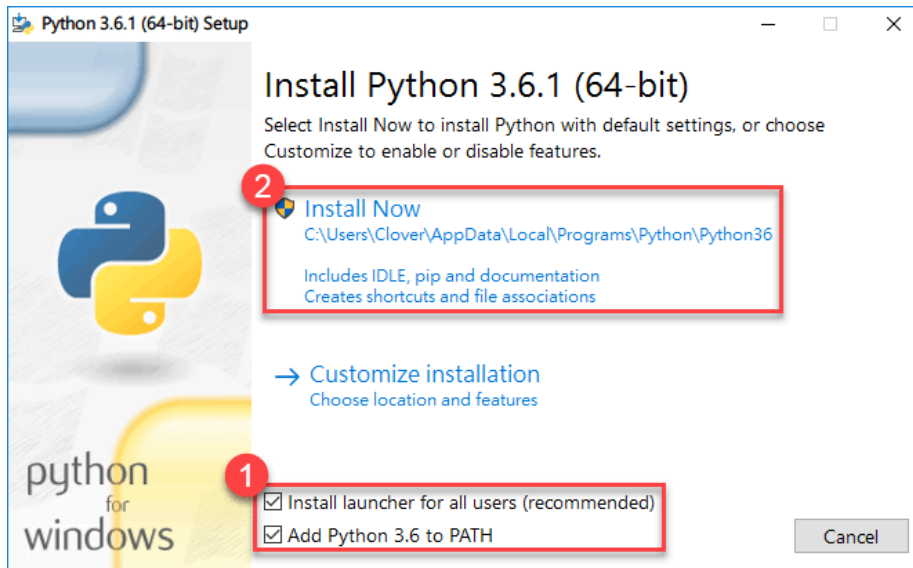 Python 3.6.1 (64-bit) Setup
Install Python 3.6.1 (64-bit)
Select Install Now to install Python with default settings, or choose
Customize to enable or disable features.
2
Install Now
C:\Users\Clover\AppData\Local\Programs\Python\Python36
Includes IDLE, pip and documentation
Creates shortcuts and file associations
Customize installation
Choose location and features
1
Install launcher for all users (recommended)
Add Python 3.6 to PATH
python
for
windows
Cancel